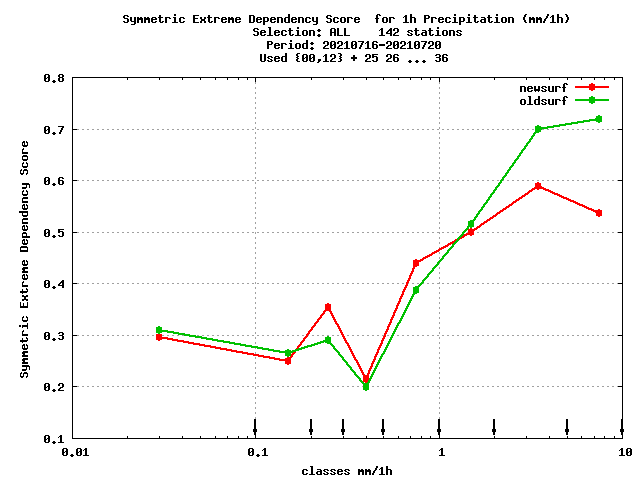 Symmetric Extreme Dependency Score  for 1h Precipitation (mm/1h)
Selection: ALL    142 stations
Period: 20210716-20210720
Used {00,12} + 25 26 ... 36
newsurf
oldsurf
Symmetric Extreme Dependency Score
0.8
0.7
0.6
0.5
0.4
0.3
0.2
0.1
0.01 0.1 1 10
classes mm/1h